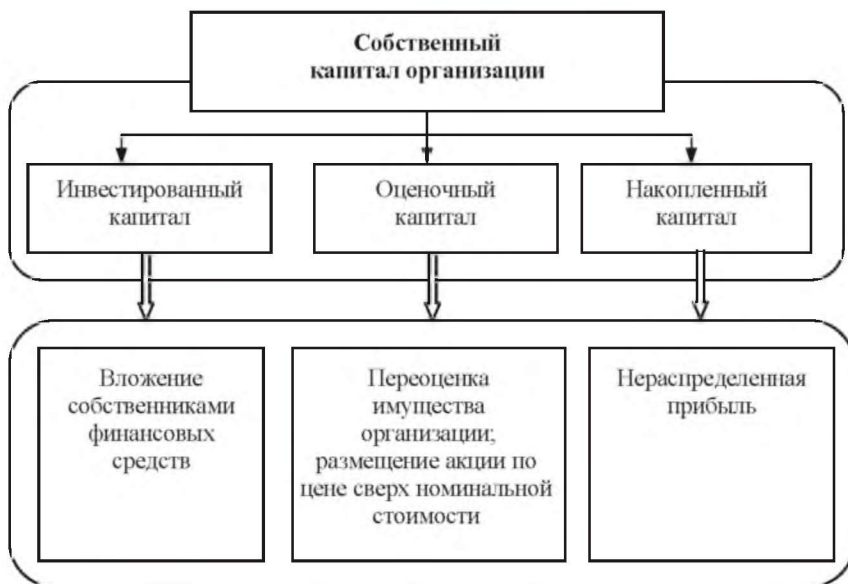 Собственный
капитал организации
Инвестированный
капитал
Оценочный
капитал
Накопленный
капитал
Вложение
собственниками
финансовых
средств
Переоценка
имущества
организации;
размещение акции по
цене сверх номинальной
стоимости
Нераспределенная
прибыль